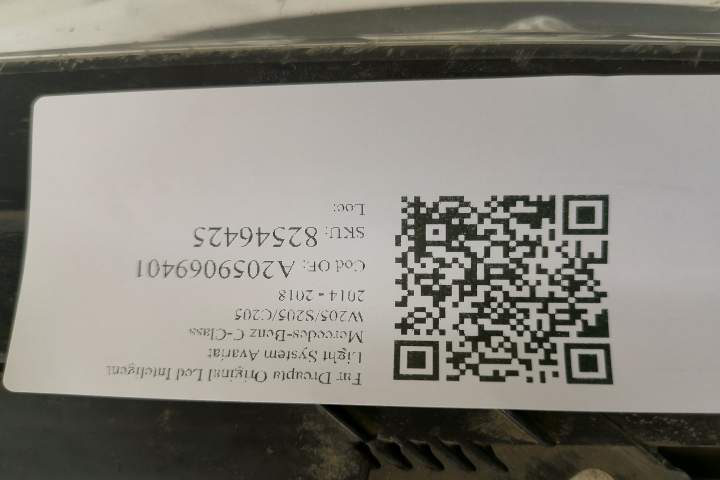 Far Dreapta Original Led Inteligent
Light System Avariat
Mercedes-Benz C-Class
W205/S205/C205
2014 - 2018
Cod OE: A2059069401
SKU: 82546425
Loc: